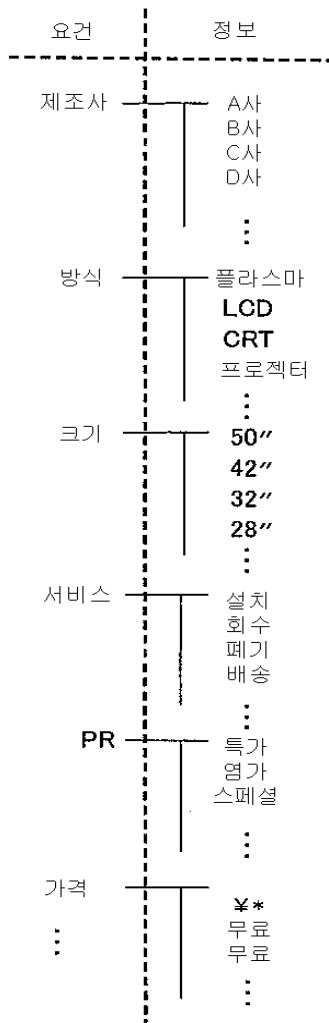 요건 정보
제조사 A사
B사
C사
D사
⋮
방식 플라스마
LCD
CRT
프로젝터
⋮
크기 50″
42″
32″
28″
⋮
서비스 설치
회수
폐기
배송
⋮
PR 특가
염가
스페셜
⋮
가격 ¥*
⋮ 무료
무료
⋮